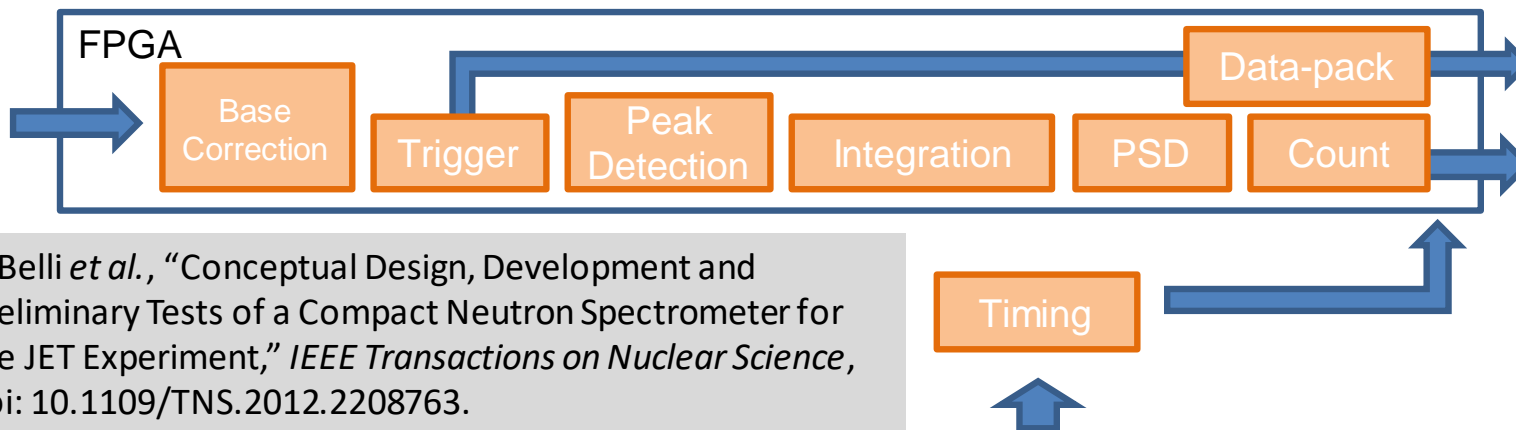 FPGA
Base
Correction
Trigger
Peak
Detection
Integration
PSD
Data-pack
Count
Belli et al., “Conceptual Design, Development and
eliminary Tests of a Compact Neutron Spectrometer for
e JET Experiment,” IEEE Transactions on Nuclear Science,
oi: 10.1109/TNS.2012.2208763.
Timing